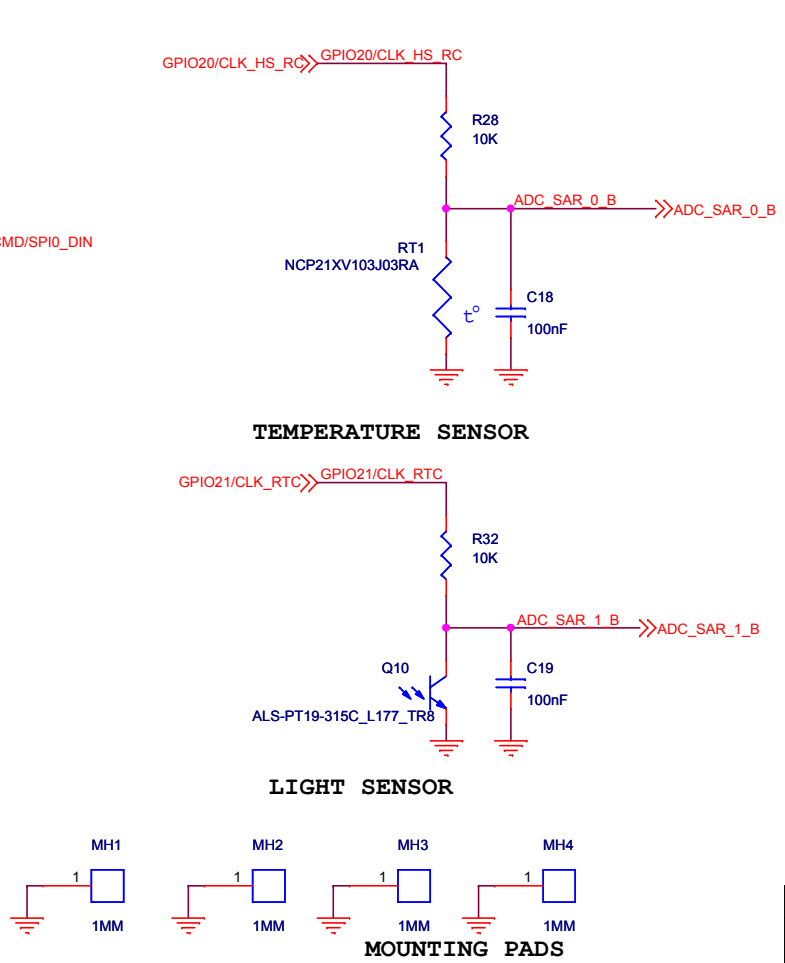 GPIO20/CLK_HS_RC GPIO20/CLK_HS_RC
R28
10K
ADC_SAR_0_B ADC_SAR_0_B
CMD/SPI0_DIN
RT1
NCP21XV103J03RA
t°
C18
100nF
TEMPERATURE SENSOR
GPIO21/CLK_RTC GPIO21/CLK_RTC
R32
10K
ADC_SAR_1_B ADC_SAR_1_B
Q10
C19
100nF
ALS-PT19-315C_L177_TR8
LIGHT SENSOR
MH1 MH2 MH3 MH4
1 1 1 1
1MM 1MM 1MM 1MM
MOUNTING PADS